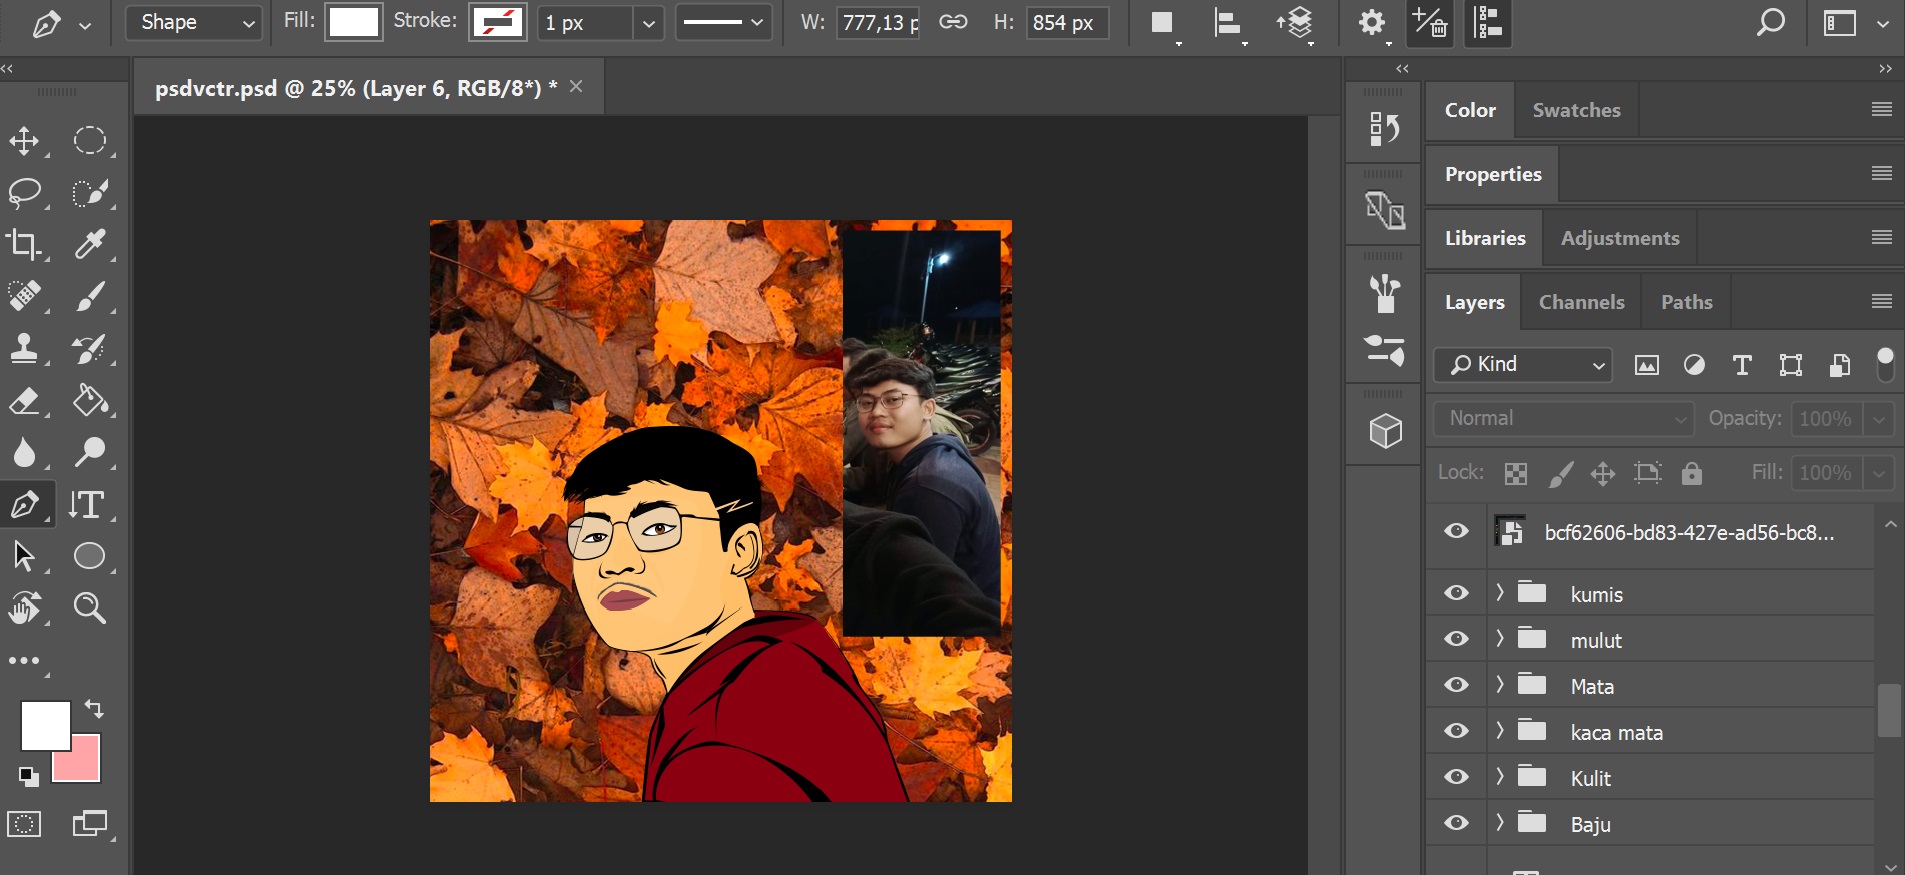 Shape Fill: Stroke: 1 px W: 777,13 p H: 854 px
psdvctr.psd @ 25% (Layer 6, RGB/8*) * ×
Color Swatches
Properties
Libraries Adjustments
Layers Channels Paths
Kind
Normal Opacity: 100%
Lock: Fill: 100%
bcf62606-bd83-427e-ad56-bc8...
kumis
mulut
Mata
kaca mata
Kulit
Baju